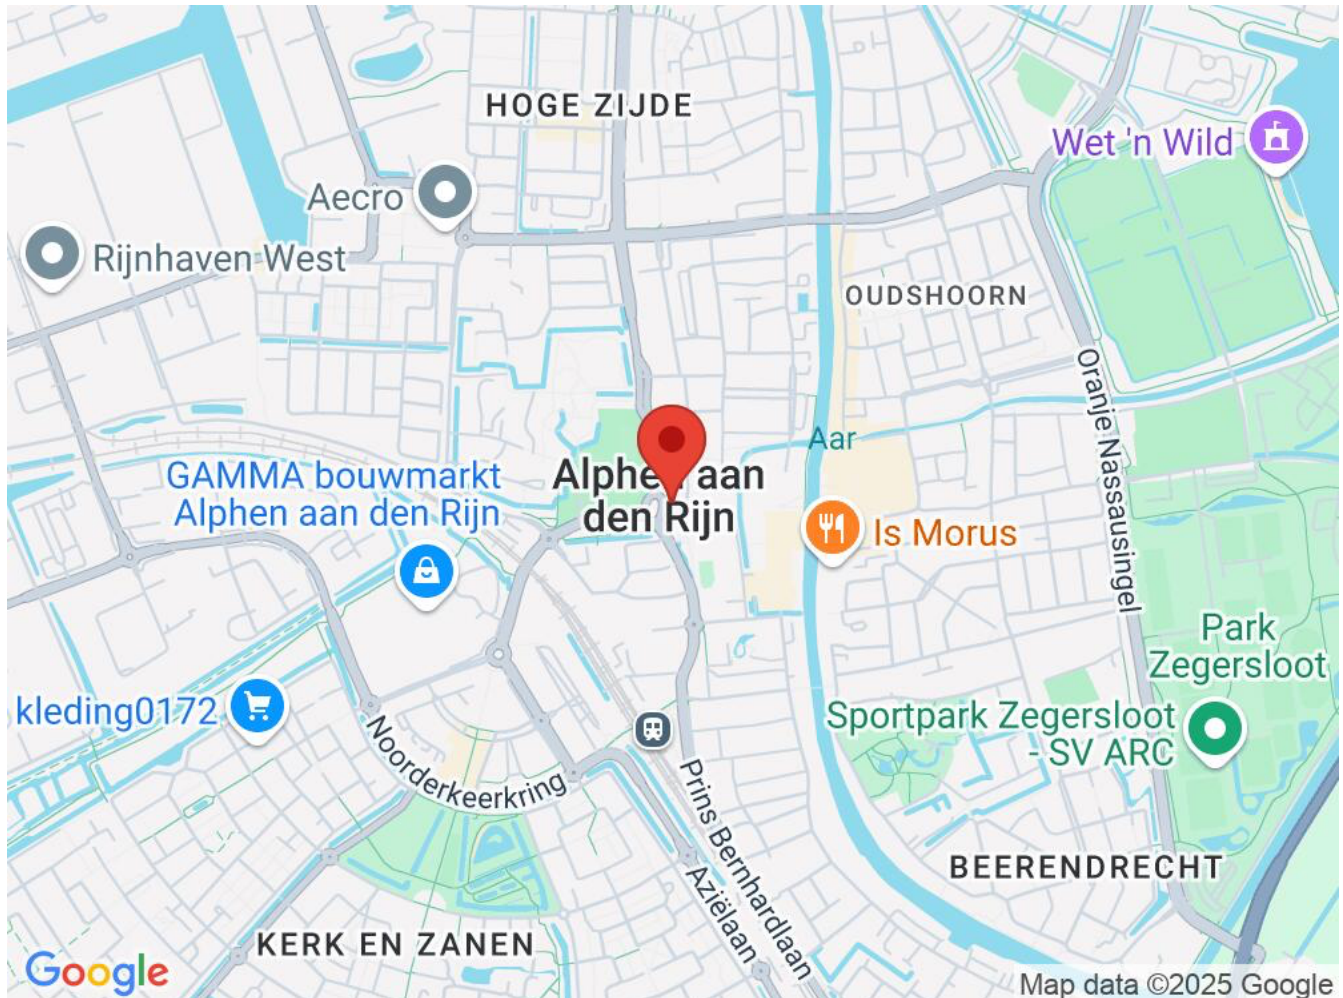 HOGE ZIJDE
Wet 'n Wild
Aecro
Rijnhaven West
OUDSHOORN
Oranje Nassausingel
Aar
GAMMA bouwmarkt
Alphen aan den Rijn
Alphen aan
den Rijn
Is Morus
Park
Zegersloot
kleding0172
Sportpark Zegersloot
- SV ARC
Noorderkeerkring
Prins Bernhardlaan
Aziëlaan
BEERENDRECHT
KERK EN ZANEN
Google
Map data ©2025 Google